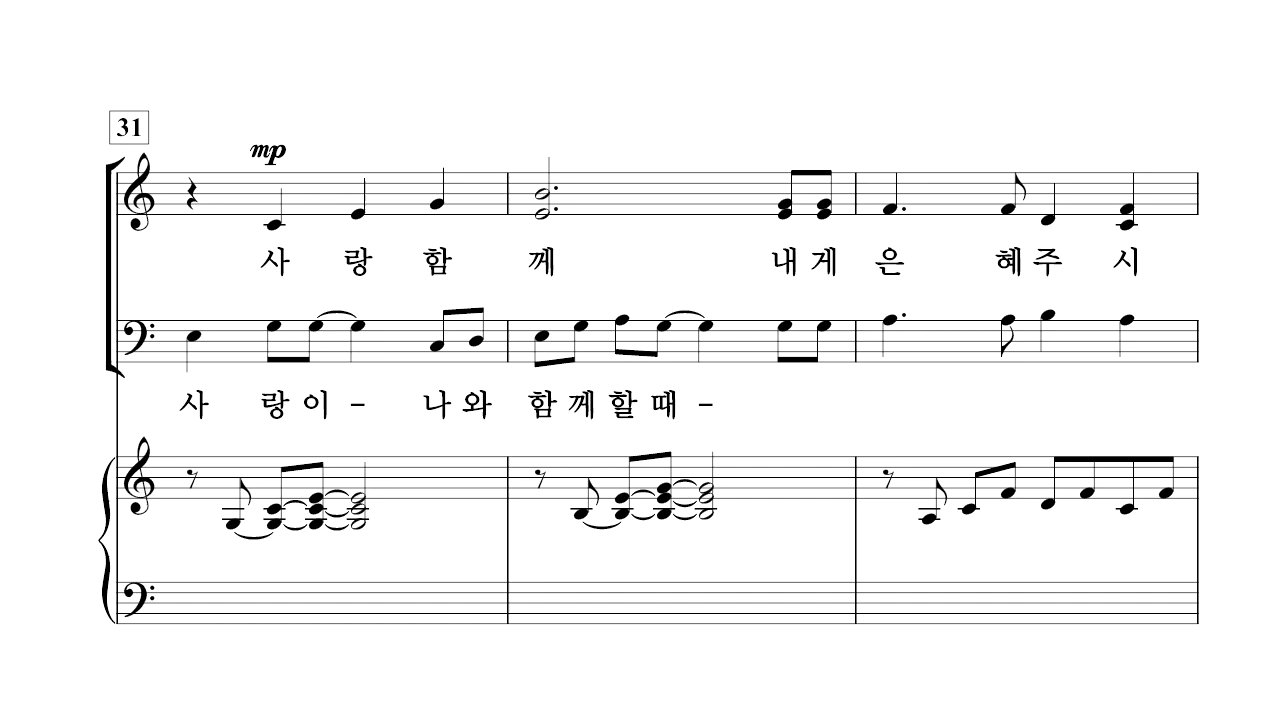 31
mp
사 랑 함 께 내 게 은 혜 주 시
사 랑 이 - 나 와 함 께 할 때 -